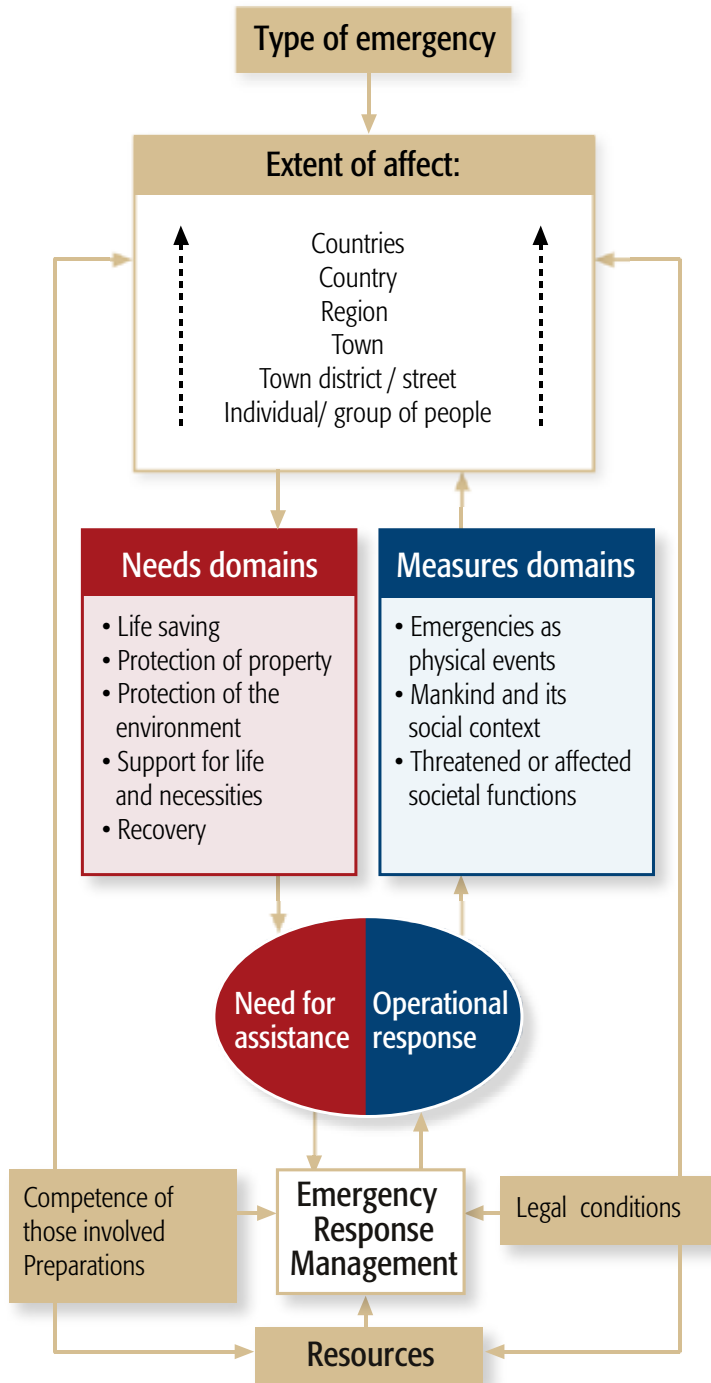 Type of emergency
Extent of affect:
Countries
Country
Region
Town
Town district / street
Individual/ group of people
Needs domains
• Life saving
• Protection of property
• Protection of the
environment
• Support for life
and necessities
• Recovery
Measures domains
• Emergencies as
physical events
• Mankind and its
social context
• Threatened or affected
societal functions
Need for
assistance
Operational
response
Competence of
those involved
Preparations
Emergency
Response
Management
Legal conditions
Resources